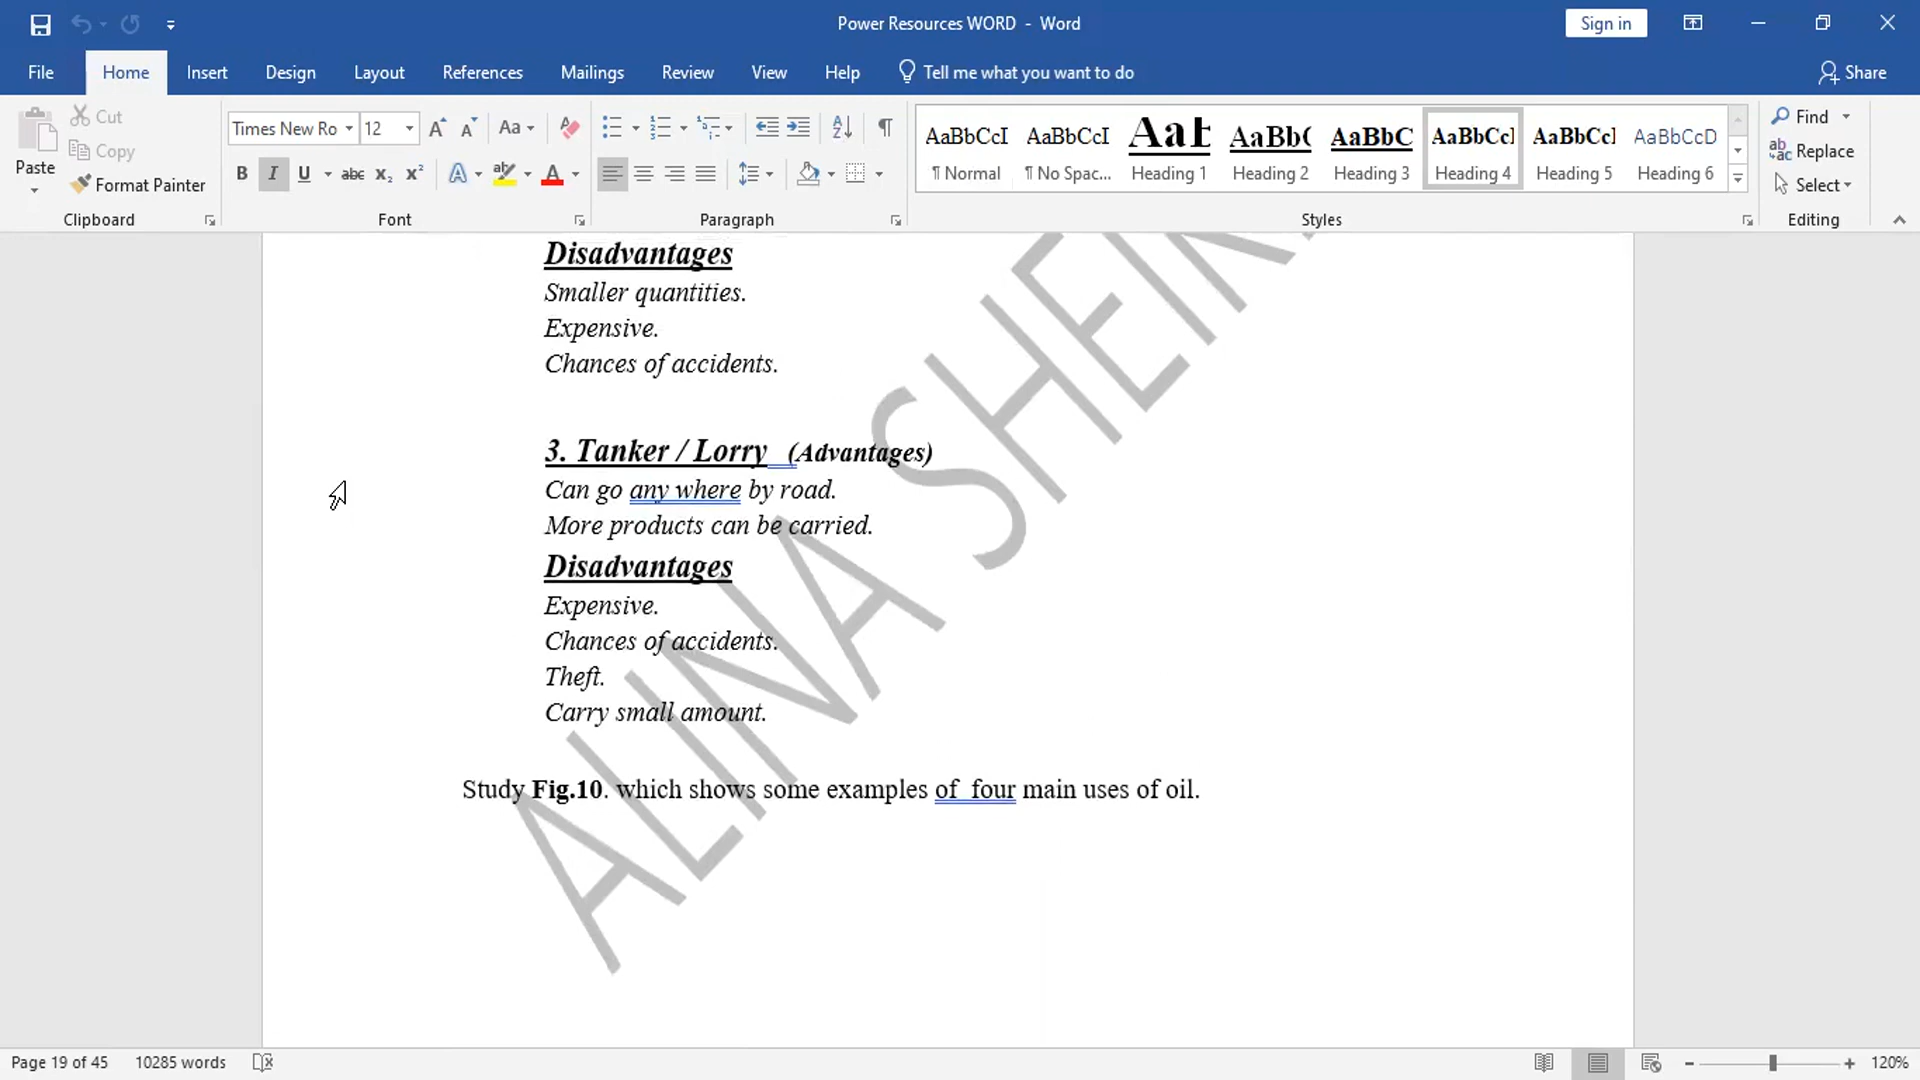 Power Resources WORD - Word
Sign in
File Home Insert Design Layout References Mailings Review View Help Tell me what you want to do Share
Paste
Cut
Copy
Format Painter
Clipboard
Times New Ro 12
Aa
B I U abc x₂ x² A ab A
Font
Paragraph
AaBbCcI AaBbCcI AaB AaBb( AaBbC AaBbCcI AaBbCcI AaBbCcD
¶ Normal ¶ No Spac... Heading 1 Heading 2 Heading 3 Heading 4 Heading 5 Heading 6
Styles
Find
Replace
Select
Editing
Disadvantages
Smaller quantities.
Expensive.
Chances of accidents.
3. Tanker / Lorry (Advantages)
Can go any where by road.
More products can be carried.
Disadvantages
Expensive.
Chances of accidents.
Theft.
Carry small amount.
Study Fig.10. which shows some examples of four main uses of oil.
ALINA SHEIK
Page 19 of 45 10285 words 120%